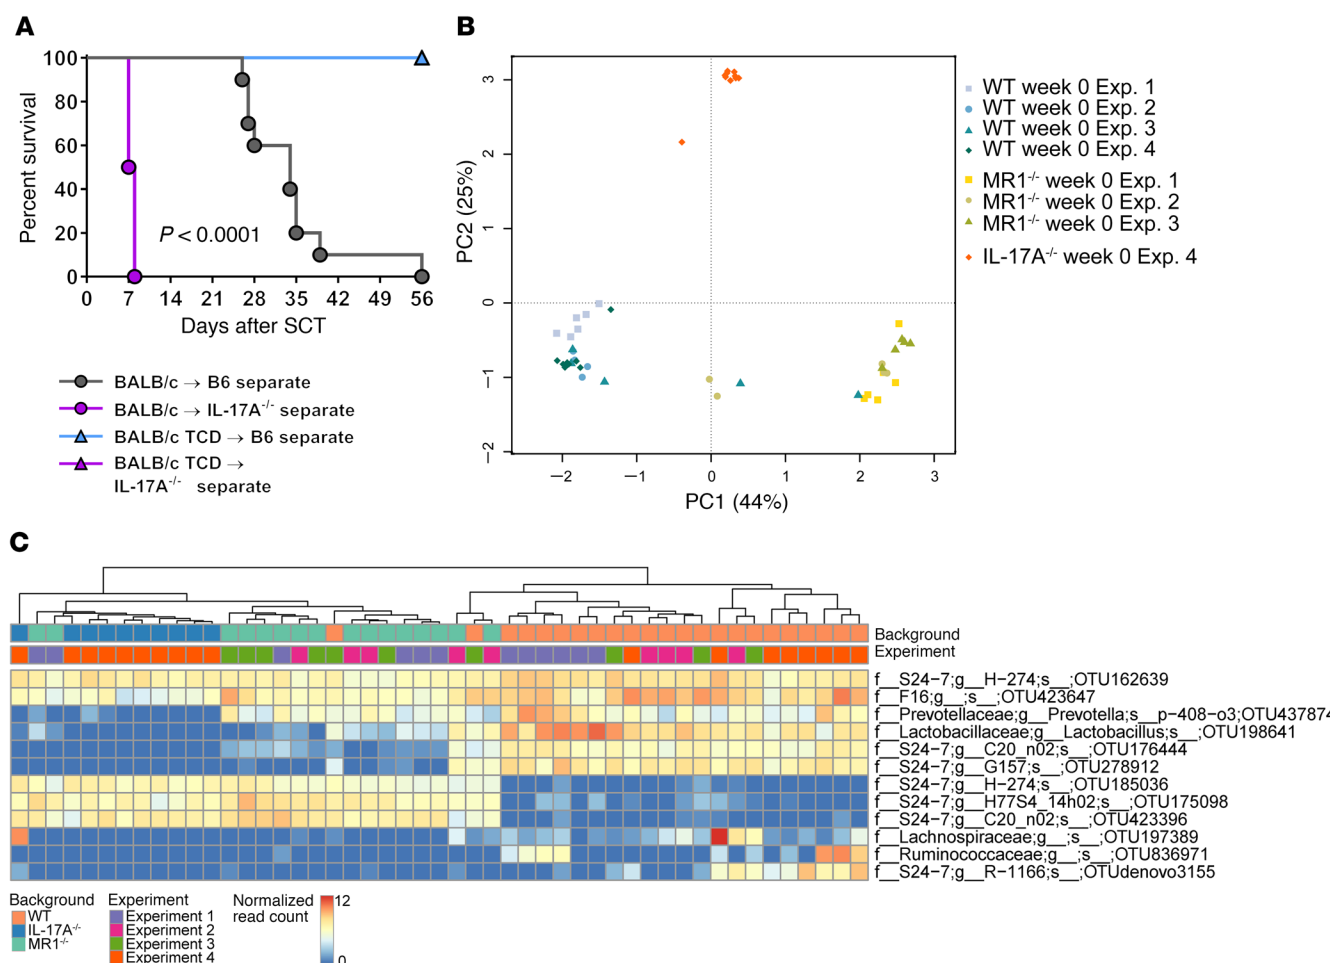 A
Percent survival
100
80
60
40
20
0
P < 0.0001
0 7 14 21 28 35 42 49 56
Days after SCT
BALB/c → B6 separate
BALB/c → IL-17A-/- separate
BALB/c TCD → B6 separate
BALB/c TCD →
IL-17A-/- separate
B
PC2 (25%)
3
2
1
0
−1
−2
−2 −1 0 1 2 3
PC1 (44%)
WT week 0 Exp. 1
WT week 0 Exp. 2
WT week 0 Exp. 3
WT week 0 Exp. 4
MR1-/- week 0 Exp. 1
MR1-/- week 0 Exp. 2
MR1-/- week 0 Exp. 3
IL-17A-/- week 0 Exp. 4
C
Background
Experiment
f__S24−7;g__H−274;s__;OTU162639
f__F16;g__;s__;OTU423647
f__Prevotellaceae;g__Prevotella;s__p−408−o3;OTU437874
f__Lactobacillaceae;g__Lactobacillus;s__;OTU198641
f__S24−7;g__C20_n02;s__;OTU176444
f__S24−7;g__G157;s__;OTU278912
f__S24−7;g__H−274;s__;OTU185036
f__S24−7;g__H77S4_14h02;s__;OTU175098
f__S24−7;g__C20_n02;s__;OTU423396
f__Lachnospiraceae;g__;s__;OTU197389
f__Ruminococcaceae;g__;s__;OTU836971
f__S24−7;g__R−1166;s__;OTUdenovo3155
Background
WT
IL-17A-/-
MR1-/-
Experiment
Experiment 1
Experiment 2
Experiment 3
Experiment 4
Normalized
read count
12
0